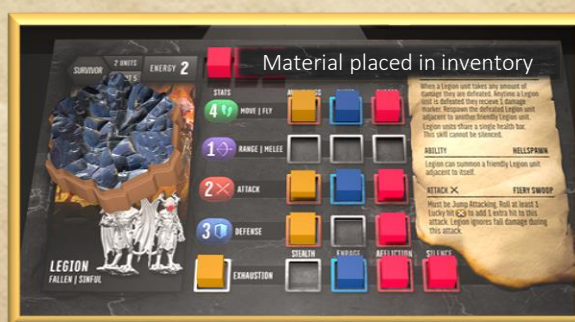 Material placed in inventory
SURVIVOR
2 UNITS
ENERGY 2
STATS
4 MOVE | FLY
1 RANGE | MELEE
2 ATTACK
3 DEFENSE
EXHAUSTION
STEALTH
ENRAGE
AFFLICTION
SILENCE
LEGION
FALLEN | SINFUL
When a Legion unit takes any amount of
damage they are defeated. Anytime a Legion
unit is defeated they recieve 1 damage
marker. Respawn the defeated Legion unit
adjacent to another friendly Legion unit.
Legion units share a single health bar.
This skill cannot be silenced.
ABILITY HELLSPAWN
Legion can summon a friendly Legion unit
adjacent to itself.
ATTACK FIERY SWOOP
Must be Jump Attacking. Roll at least 1
Lucky hit to add 1 extra hit to this
attack. Legion ignores fall damage during
this attack.